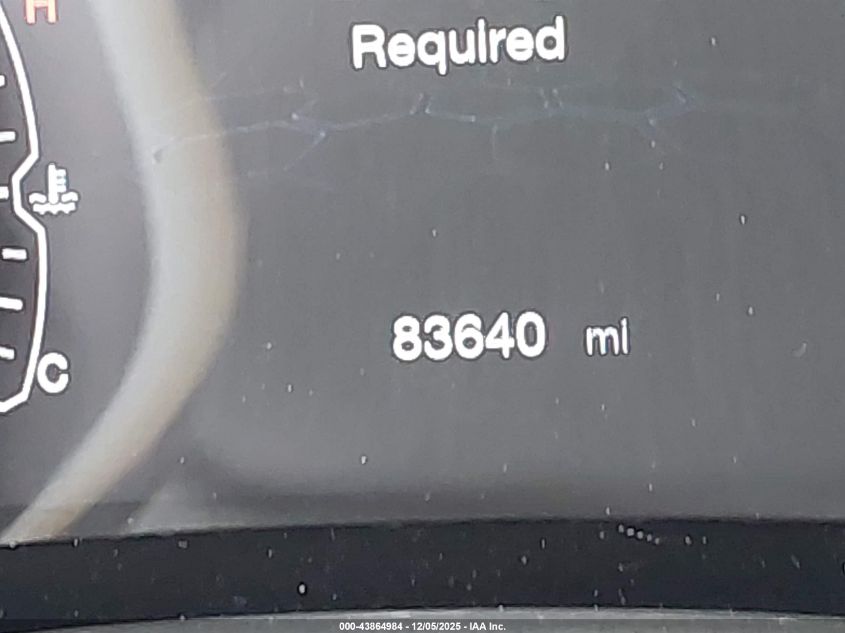 H
Required
83640 mi
C
000-43864984 - 12/05/2025 - IAA Inc.